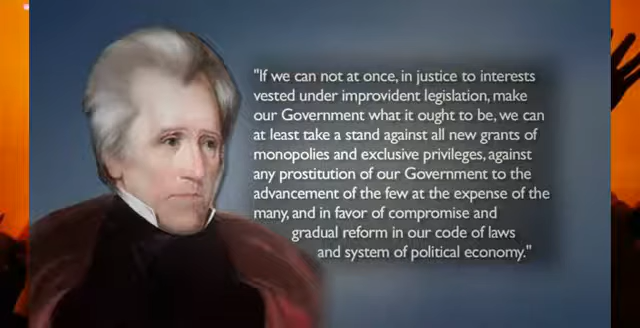 "If we can not at once, in justice to interests
vested under improvident legislation, make
our Government what it ought to be, we can
at least take a stand against all new grants of
monopolies and exclusive privileges, against
any prostitution of our Government to the
advancement of the few at the expense of the
many, and in favor of compromise and
gradual reform in our code of laws
and system of political economy."